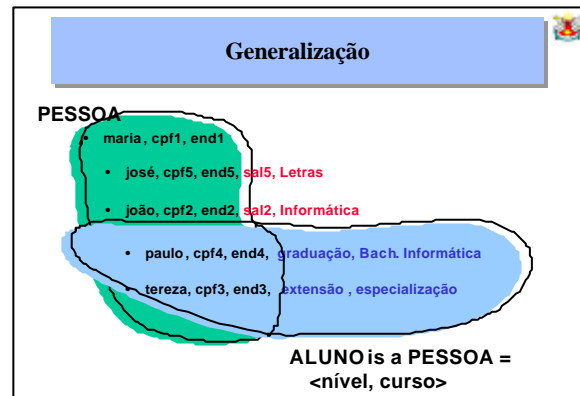 Generalização
PESSOA
• maria, cpf1, end1
• josé, cpf5, end5, sal5, Letras
• joão, cpf2, end2, sal2, Informática
• paulo, cpf4, end4, graduação, Bach. Informática
• tereza, cpf3, end3, extensão, especialização
ALUNO is a PESSOA =
<nível, curso>